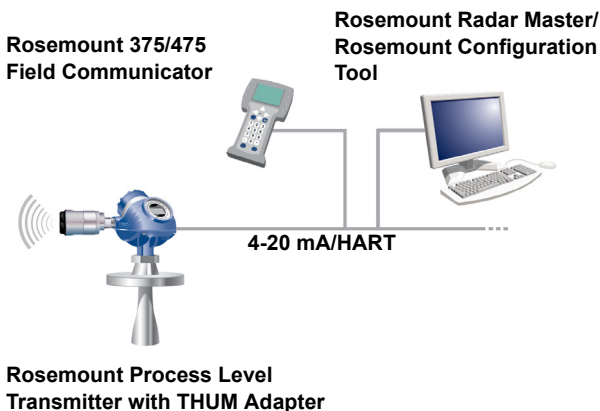 Rosemount 375/475
Field Communicator
Rosemount Radar Master/
Rosemount Configuration
Tool
4-20 mA/HART
Rosemount Process Level
Transmitter with THUM Adapter